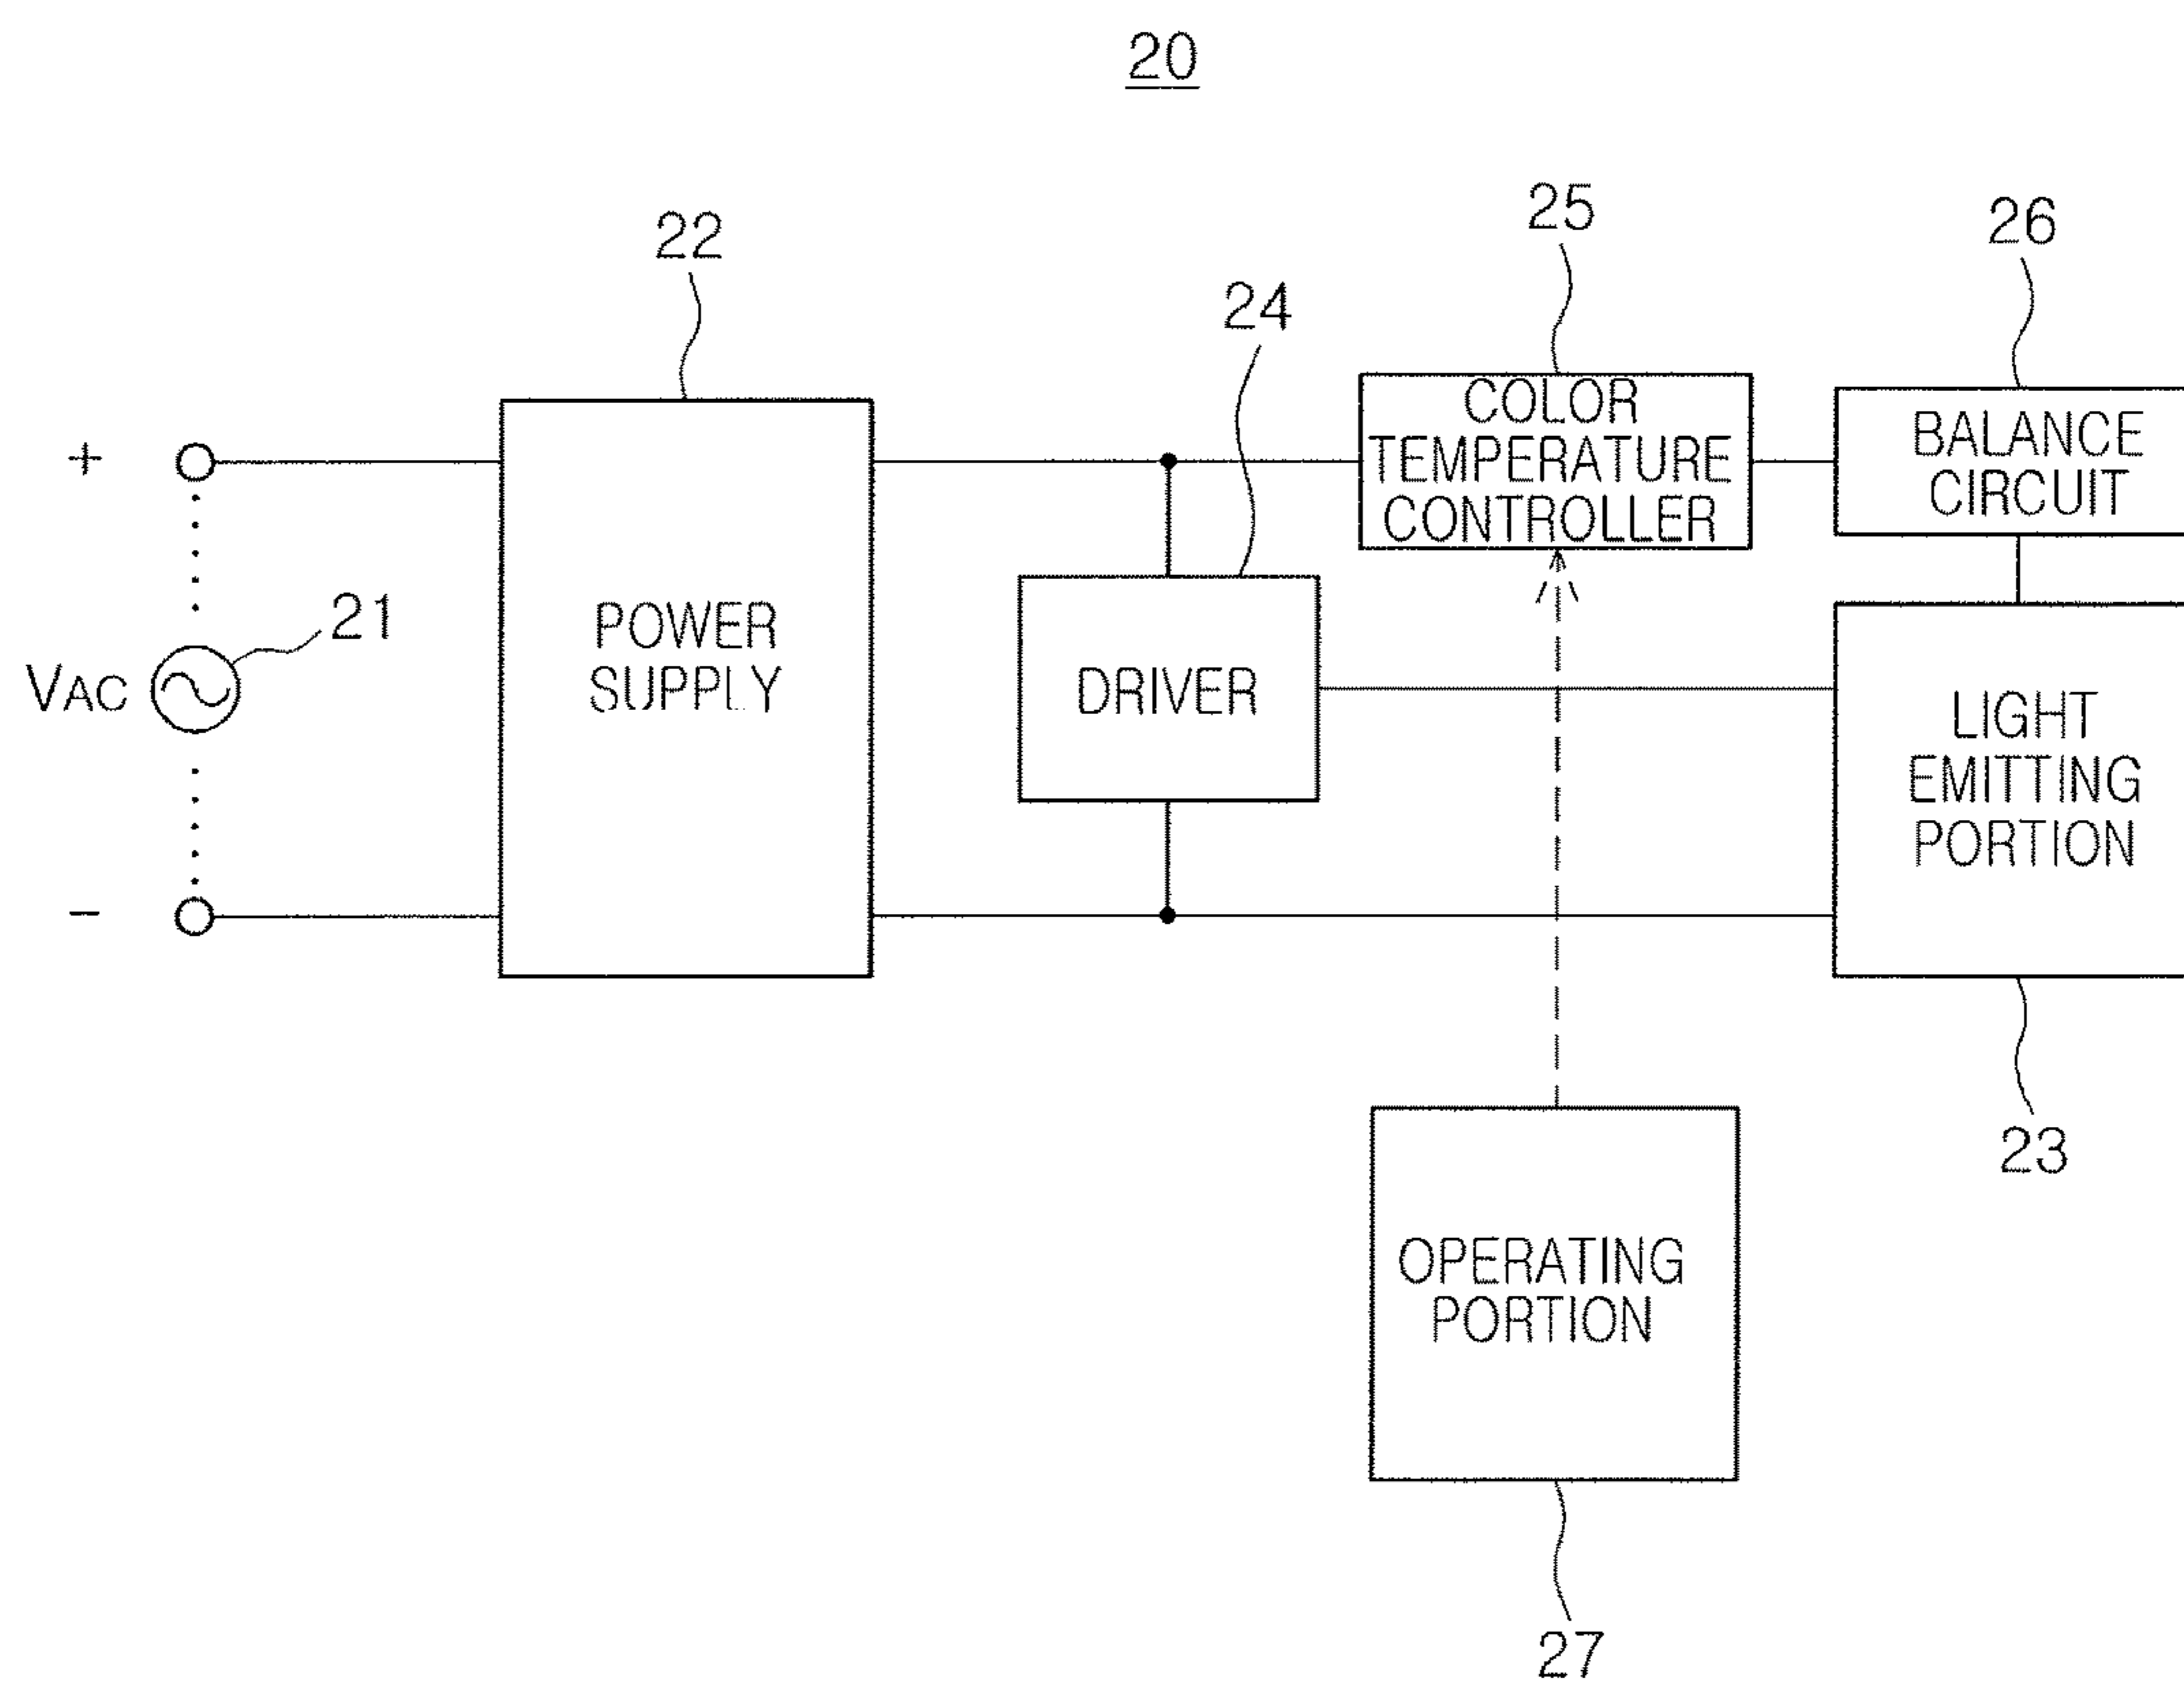 20
22
24
25
26
+
COLOR
TEMPERATURE
CONTROLLER
BALANCE
CIRCUIT
21
VAC
POWER
SUPPLY
DRIVER
LIGHT
EMITTING
PORTION
−
23
OPERATING
PORTION
27